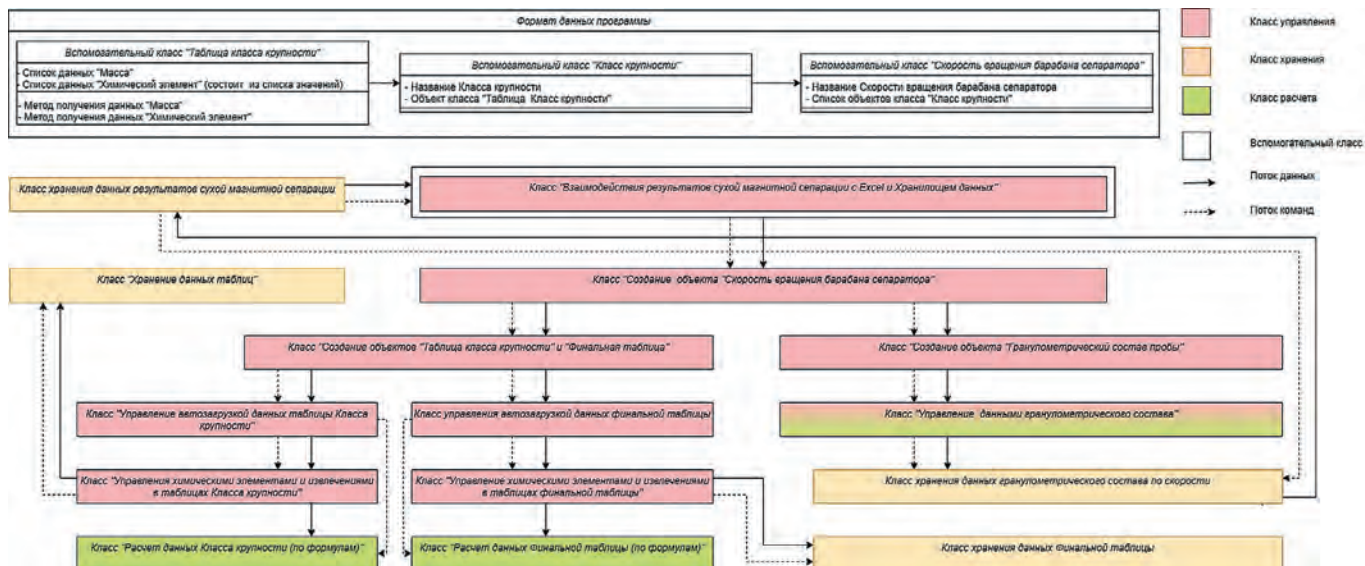 Формат данных программы
Вспомогательный класс "Таблица класса крупности"
- Список данных "Масса"
- Список данных "Химический элемент" (состоит из списка значений)
- Метод получения данных "Масса"
- Метод получения данных "Химический элемент"
Вспомогательный класс "Класс крупности"
- Название Класса крупности
- Объект класса "Таблица Класс крупности"
Вспомогательный класс "Скорость вращения барабана сепаратора"
- Название Скорости вращения барабана сепаратора
- Список объектов класса "Класс крупности"
Класс управления
Класс хранения
Класс расчета
Вспомогательный класс
Поток данных
Поток команд
Класс хранения данных результатов сухой магнитной сепарации
Класс "Взаимодействия результатов сухой магнитной сепарации с Excel и Хранилищем данных"
Класс "Хранение данных таблиц"
Класс "Создание объекта "Скорость вращения барабана сепаратора"
Класс "Создание объектов "Таблица класса крупности" и "Финальная таблица"
Класс "Создание объекта "Гранулометрический состав пробы"
Класс "Управление автозагрузкой данных таблицы Класса
крупности"
Класс управления автозагрузкой данных финальной таблицы
Класс "Управление данными гранулометрического состава"
Класс "Управления химическими элементами и извлечениями
в таблицах Класса крупности"
Класс "Управление химическими элементами и извлечениями
в таблицах финальной таблицы"
Класс хранения данных гранулометрического состава по скорости
Класс "Расчет данных Класса крупности (по формулам)"
Класс "Расчет данных Финальной таблицы (по формулам)"
Класс хранения данных Финальной таблицы